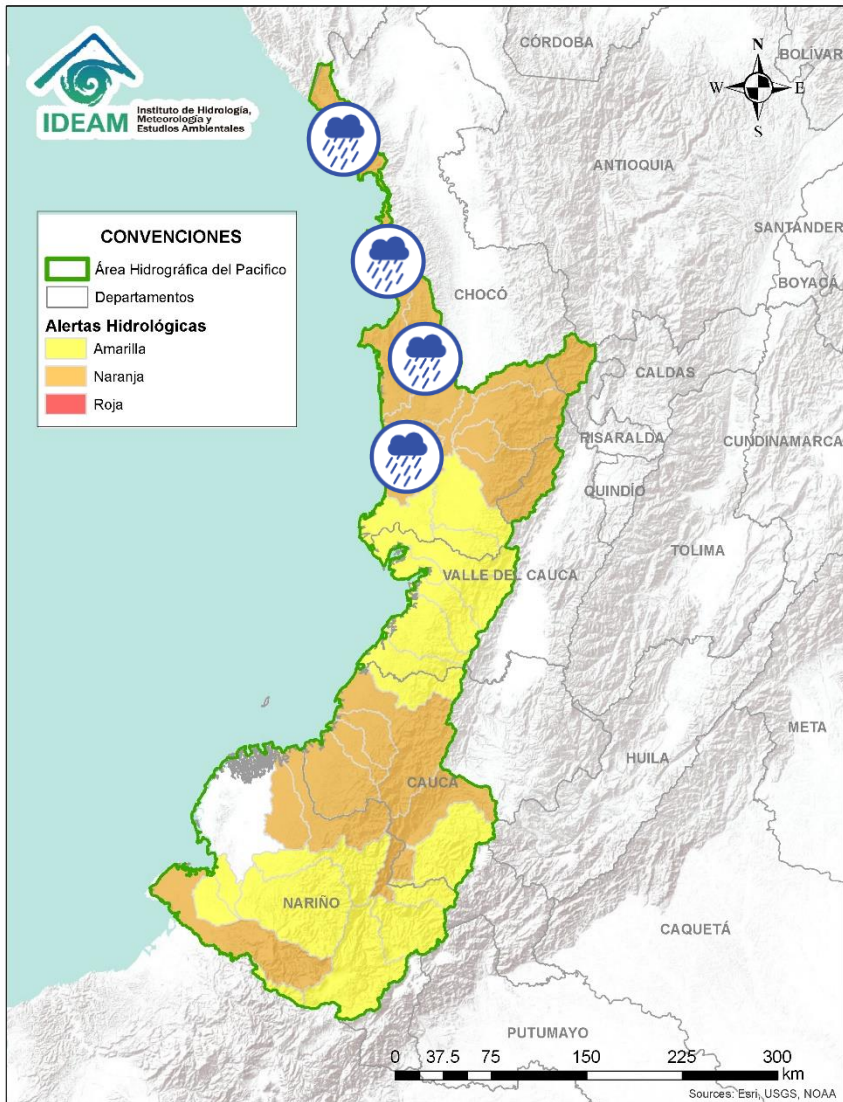 IDEAM
Instituto de Hidrología,
Meteorología y
Estudios Ambientales
CÓRDOBA
BOLÍVAR
N
W
E
S
ANTIOQUIA
SANTANDER
BOYACÁ
CONVENCIONES
Área Hidrográfica del Pacifico
Departamentos
Alertas Hidrológicas
Amarilla
Naranja
Roja
CHOCÓ
CALDAS
RISARALDA
CUNDINAMARCA
QUINDÍO
TOLIMA
VALLE DEL CAUCA
META
HUILA
CAUCA
NARIÑO
CAQUETÁ
PUTUMAYO
0 37.5 75 150 225 300
km
Sources: Esri, USGS, NOAA